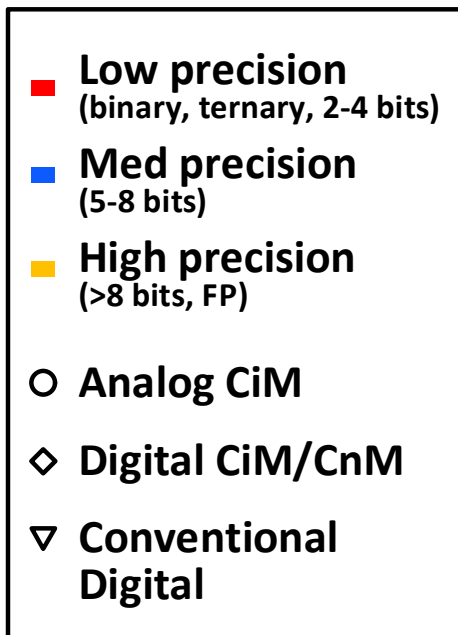 Low precision
(binary, ternary, 2-4 bits)
Med precision
(5-8 bits)
High precision
(>8 bits, FP)
Analog CiM
Digital CiM/CnM
Conventional
Digital